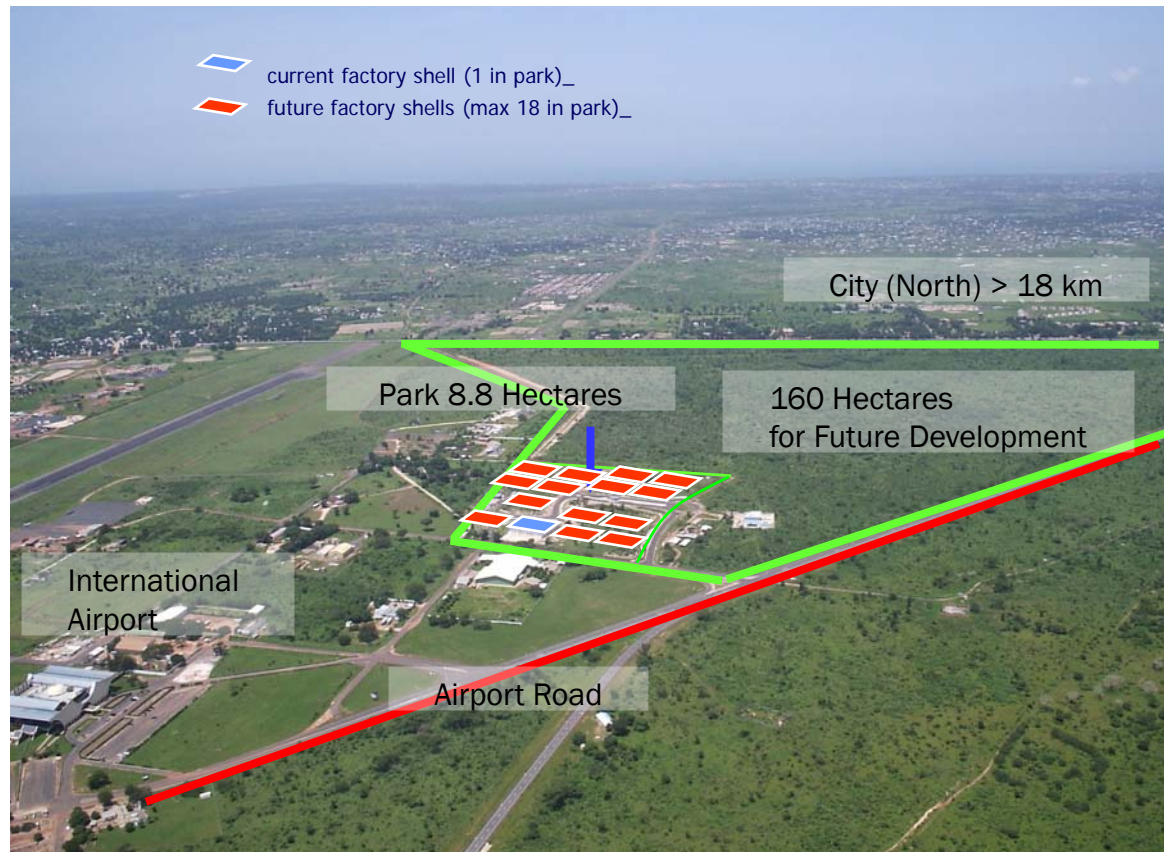 current factory shell (1 in park)_
future factory shells (max 18 in park)_
City (North) > 18 km
Park 8.8 Hectares
160 Hectares
for Future Development
International
Airport
Airport Road